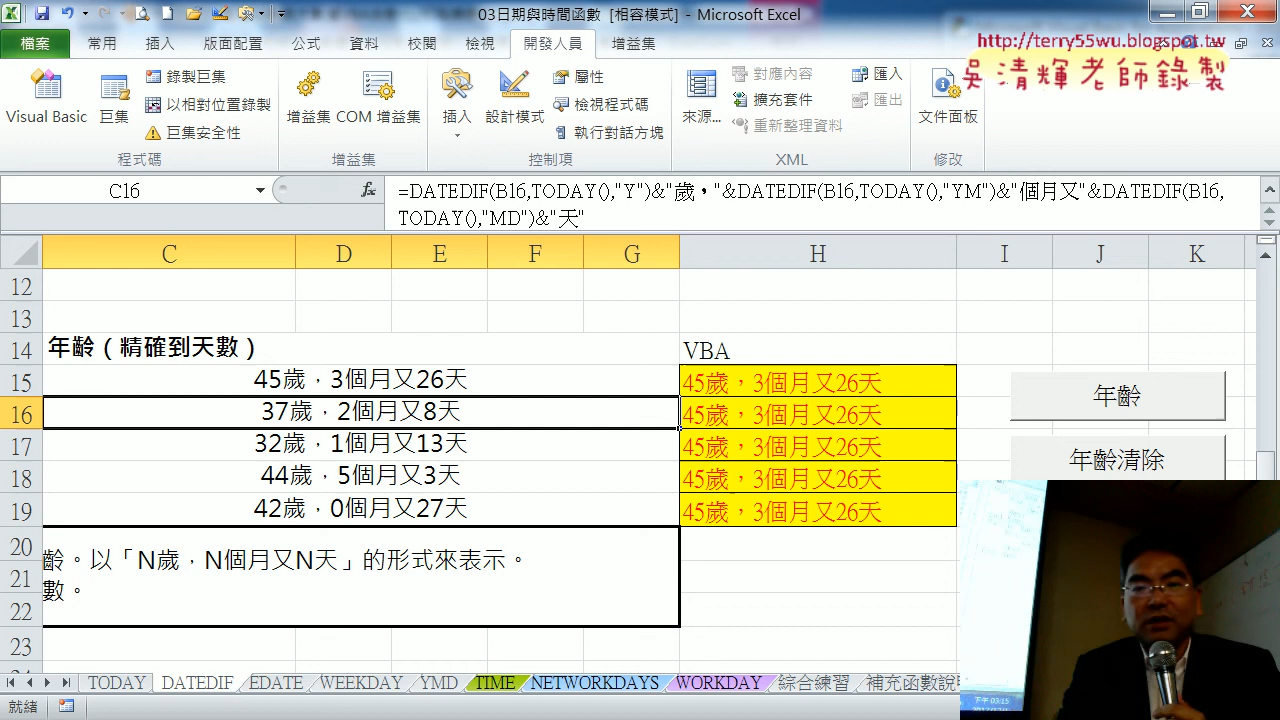 03日期與時間函數 [相容模式] - Microsoft Excel
檔案 常用 插入 版面配置 公式 資料 校閱 檢視 開發人員 增益集
http://terry55wu.blogspot.tw
吳清輝老師錄製
Visual Basic 巨集 錄製巨集 以相對位置錄製 巨集安全性
增益集 COM 增益集
插入 設計模式 屬性 檢視程式碼 執行對話方塊
來源... 對應內容 擴充套件 重新整理資料 匯入 匯出
文件面板
程式碼 增益集 控制項 XML 修改
C16 fx =DATEDIF(B16,TODAY(),"Y")&"歲，"&DATEDIF(B16,TODAY(),"YM")&"個月又"&DATEDIF(B16,
TODAY(),"MD")&"天"
C D E F G H I J K
12
13
14 年齡（精確到天數） VBA
15 45歲，3個月又26天 45歲，3個月又26天 年齡
16 37歲，2個月又8天 45歲，3個月又26天
17 32歲，1個月又13天 45歲，3個月又26天 年齡清除
18 44歲，5個月又3天 45歲，3個月又26天
19 42歲，0個月又27天 45歲，3個月又26天
20 齡。以「N歲，N個月又N天」的形式來表示。
21 數。
22
23
TODAY DATEDIF EDATE WEEKDAY YMD TIME NETWORKDAYS WORKDAY 綜合練習 補充函數說
就緒
下午 03:15